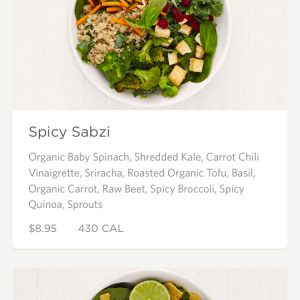 Spicy Sabzi
Organic Baby Spinach, Shredded Kale, Carrot Chili
Vinaigrette, Sriracha, Roasted Organic Tofu, Basil,
Organic Carrot, Raw Beet, Spicy Broccoli, Spicy
Quinoa, Sprouts
$8.95 430 CAL